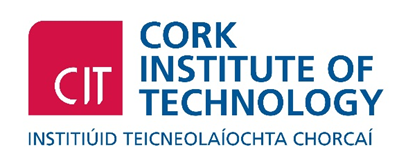 CIT
CORK
INSTITUTE OF
TECHNOLOGY
INSTITIÚID TEICNEOLAÍOCHTA CHORCAÍ